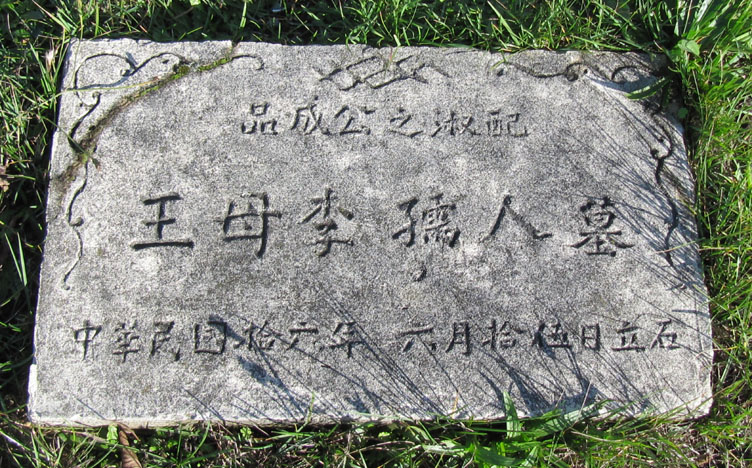 品成公之淑配
王母李孺人墓
中華民国拾六年 六月拾伍日立石